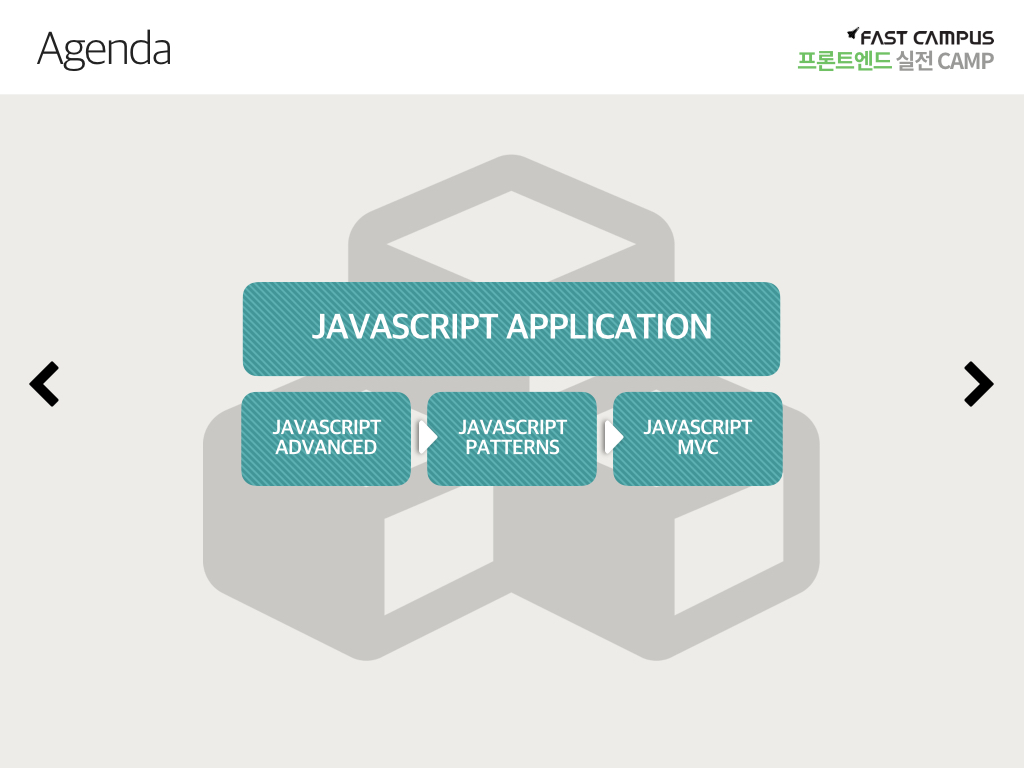 Agenda
FAST CAMPUS
프론트엔드 실전 CAMP
JAVASCRIPT APPLICATION
JAVASCRIPT
ADVANCED
JAVASCRIPT
PATTERNS
JAVASCRIPT
MVC